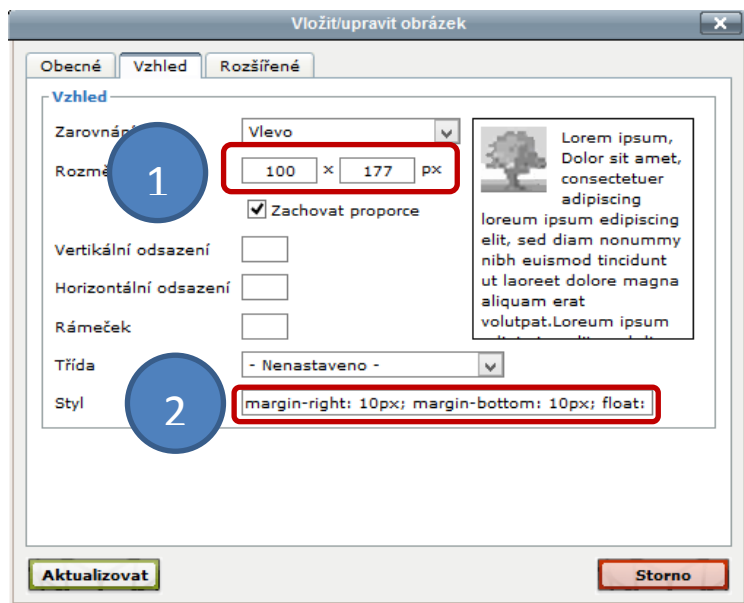 Vložit/upravit obrázek
Obecné Vzhled Rozšířené
Vzhled
Zarovnán Vlevo
Rozmě 100 × 177 px
1
Zachovat proporce
Vertikální odsazení
Horizontální odsazení
Rámeček
Třída - Nenastaveno -
Styl margin-right: 10px; margin-bottom: 10px; float:
2
Lorem ipsum,
Dolor sit amet,
consectetuer
adipiscing
loreum ipsum edipiscing
elit, sed diam nonummy
nibh euismod tincidunt
ut laoreet dolore magna
aliquam erat
volutpat.Loreum ipsum
Aktualizovat Storno